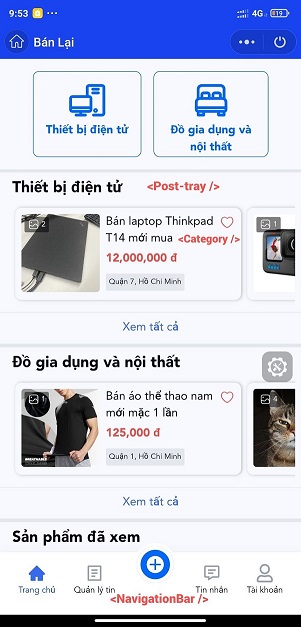 9:53
4G
819
Bán Lại
Thiết bị điện tử
Đồ gia dụng và
nội thất
Thiết bị điện tử
<Post-tray />
2
Bán laptop Thinkpad
T14 mới mua
<Category />
12,000,000 đ
Quận 7, Hồ Chí Minh
1
Xem tất cả
Đồ gia dụng và nội thất
1
Bán áo thể thao nam
mới mặc 1 lần
125,000 đ
Quận 1, Hồ Chí Minh
BREATHABLE
4
Xem tất cả
Sản phẩm đã xem
Trang chủ
Quản lý tin
Tin nhắn
Tài khoản
<NavigationBar />